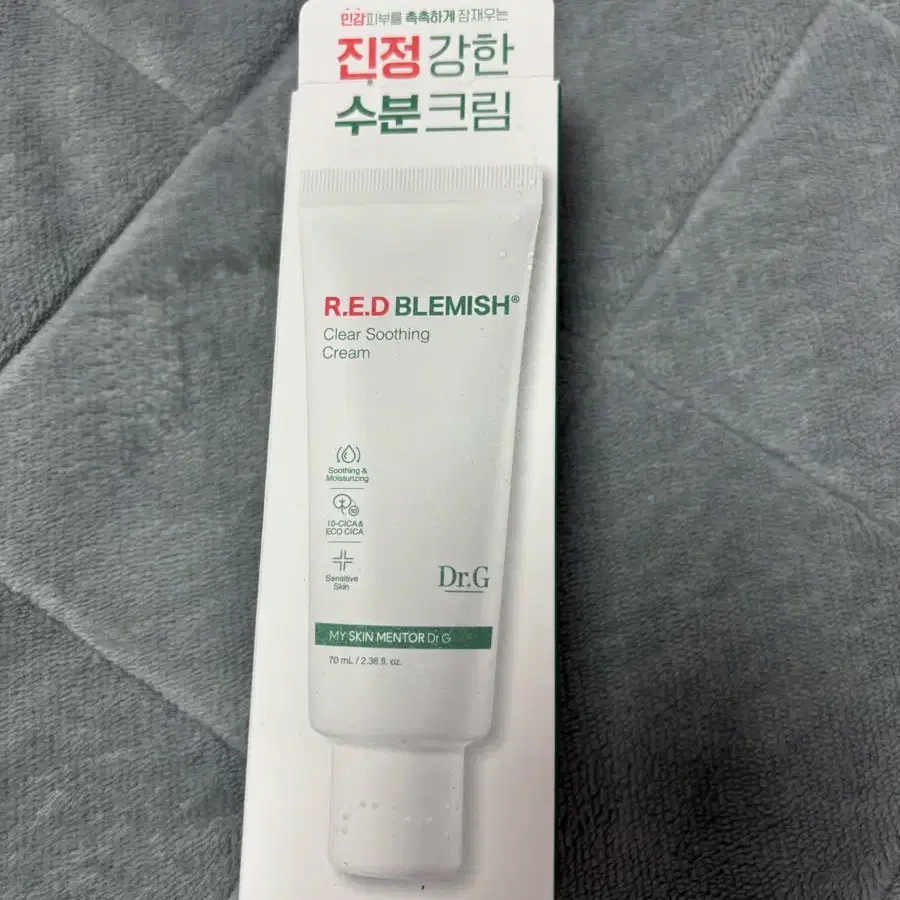 민감피부를 촉촉하게 잠재우는
진정 강한
수분크림
R.E.D BLEMISH®
Clear Soothing
Cream
Soothing &
Moisturizing
10
10-CICA &
ECO CICA
Sensitive
Skin
Dr.G
MY SKIN MENTOR Dr.G
70 mL / 2.36 fl. oz.